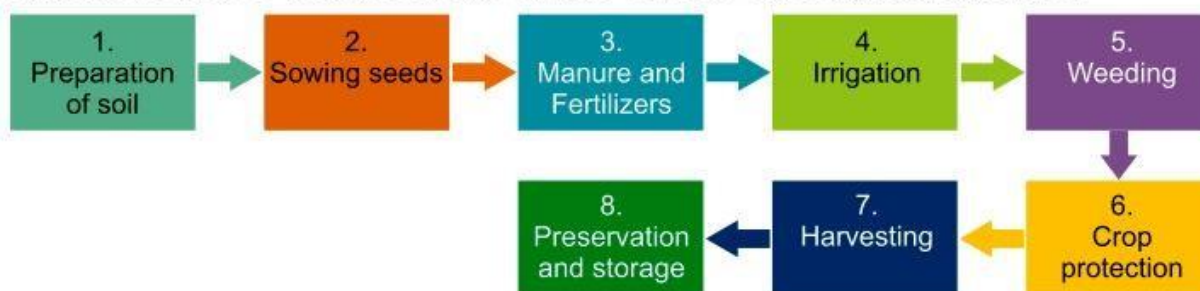 1.
Preparation
of soil
2.
Sowing seeds
3.
Manure and
Fertilizers
4.
Irrigation
5.
Weeding
6.
Crop
protection
7.
Harvesting
8.
Preservation
and storage